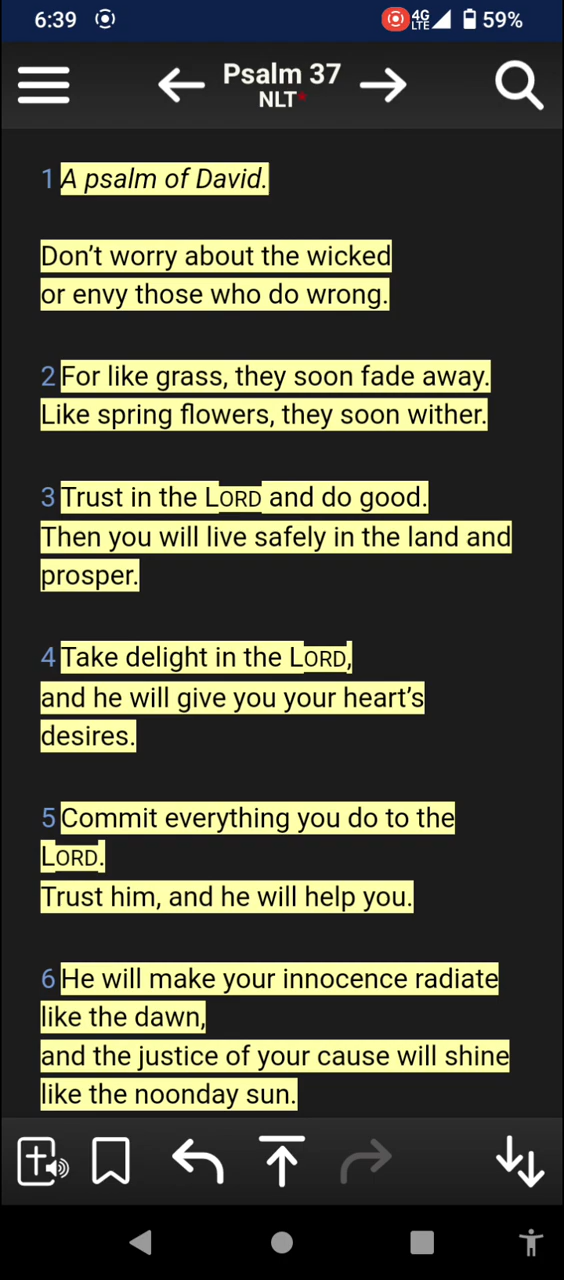 6:39 4G LTE 59%
Psalm 37
NLT*
1 A psalm of David.
Don’t worry about the wicked
or envy those who do wrong.
2 For like grass, they soon fade away.
Like spring flowers, they soon wither.
3 Trust in the LORD and do good.
Then you will live safely in the land and
prosper.
4 Take delight in the LORD,
and he will give you your heart’s
desires.
5 Commit everything you do to the
LORD.
Trust him, and he will help you.
6 He will make your innocence radiate
like the dawn,
and the justice of your cause will shine
like the noonday sun.